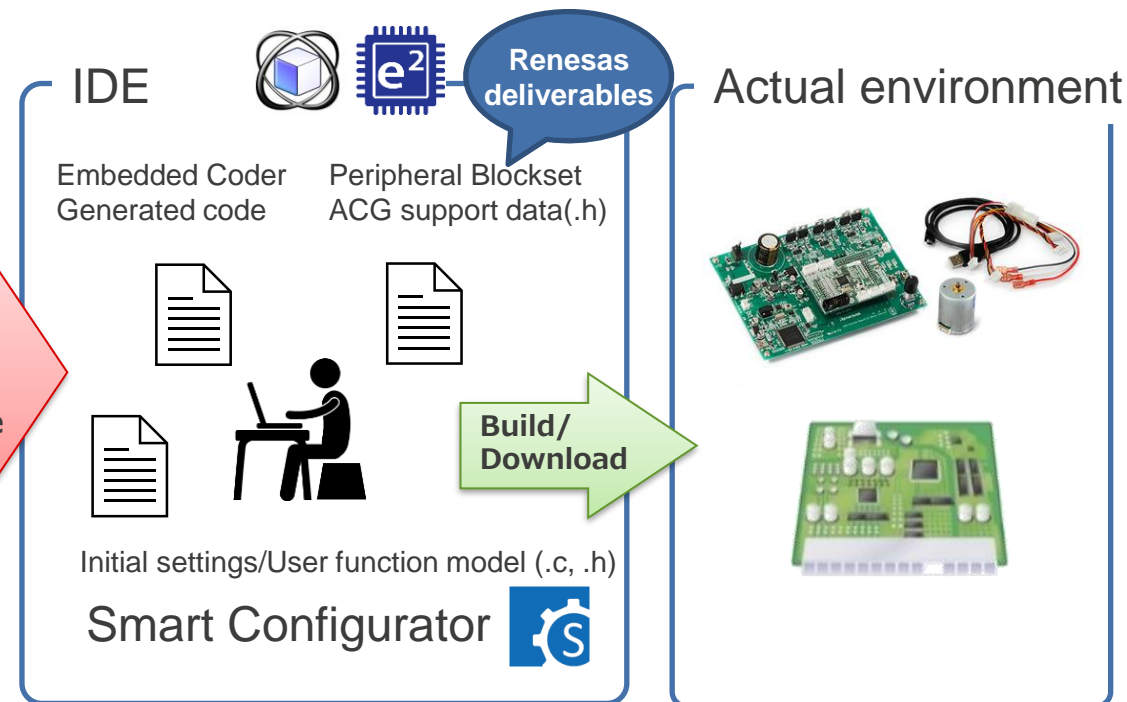 IDE
e²
Renesas
deliverables
Actual environment
Embedded Coder
Generated code
Peripheral Blockset
ACG support data(.h)
e
Build/
Download
Initial settings/User function model (.c, .h)
Smart Configurator
S